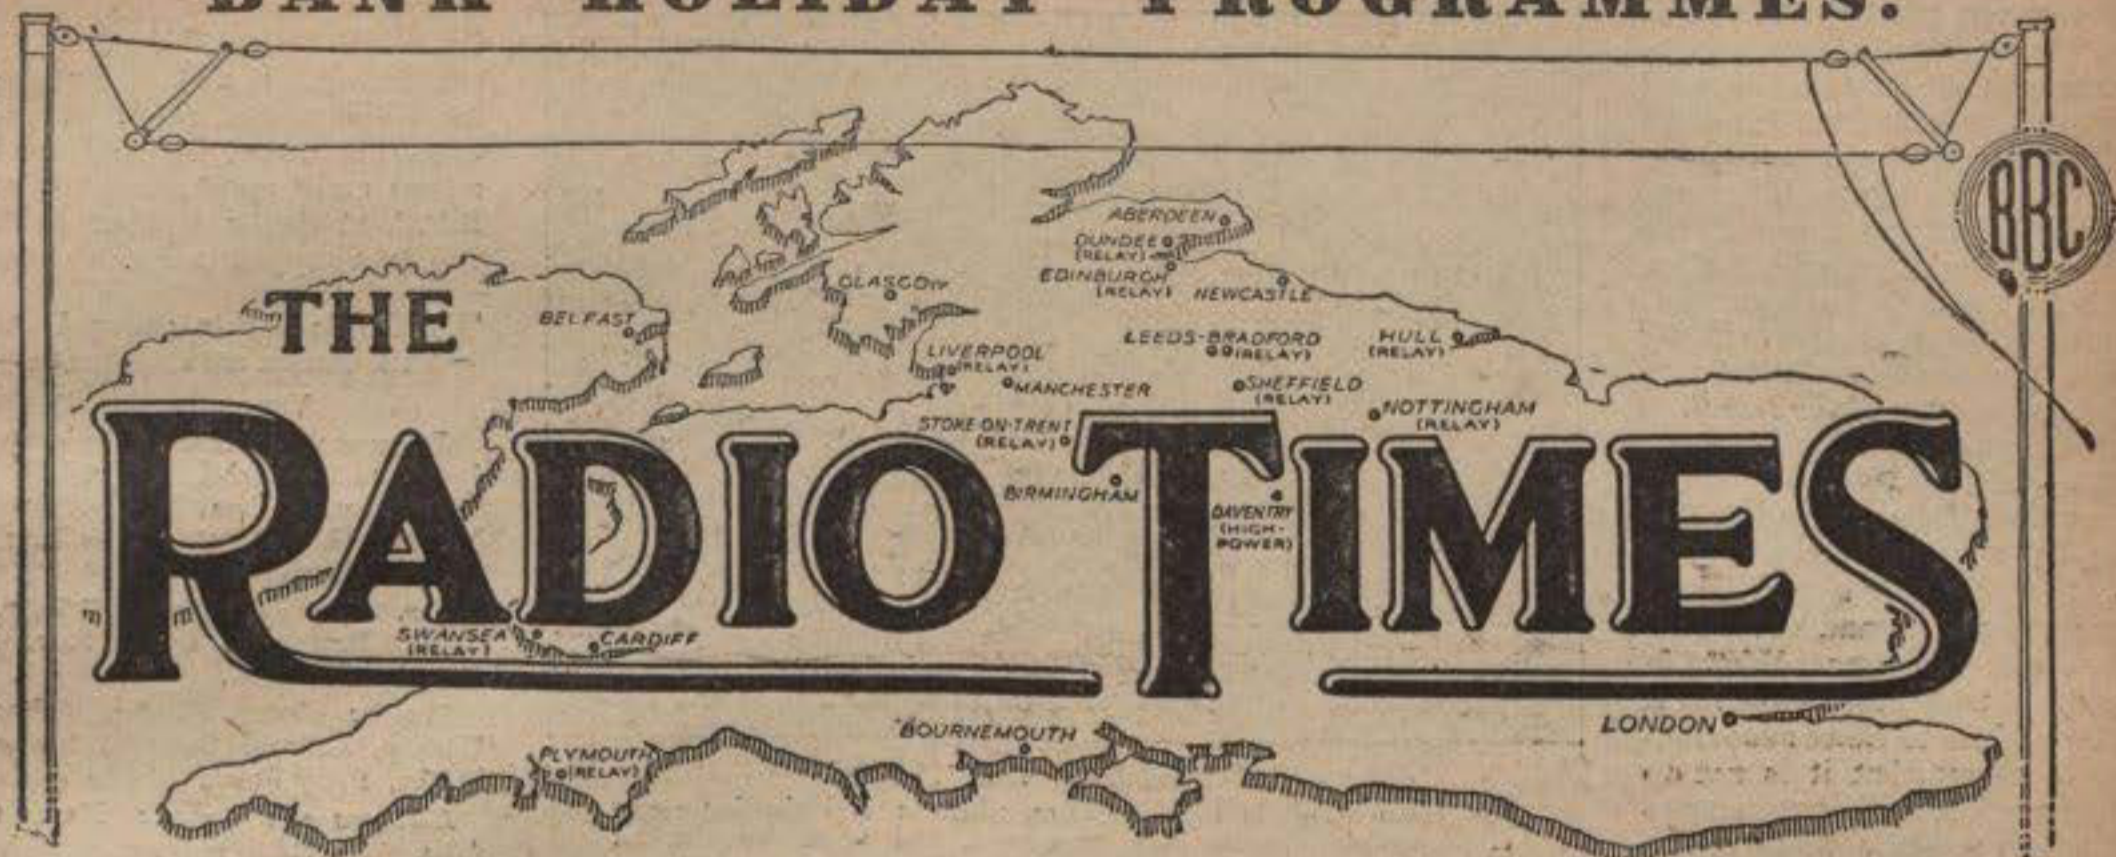 BANK HOLIDAY PROGRAMMES.
BBC
ABERDEEN
DUNDEE
(RELAY)
EDINBURGH
(RELAY)
NEWCASTLE
GLASGOW
BELFAST
THE
LEEDS-BRADFORD
(RELAY)
HULL
(RELAY)
LIVERPOOL
(RELAY)
MANCHESTER
SHEFFIELD
(RELAY)
NOTTINGHAM
(RELAY)
STOKE-ON-TRENT
(RELAY)
RADIO TIMES
BIRMINGHAM
DAVENTRY
(HIGH-
POWER)
SWANSEA
(RELAY)
CARDIFF
LONDON
BOURNEMOUTH
PLYMOUTH
(RELAY)